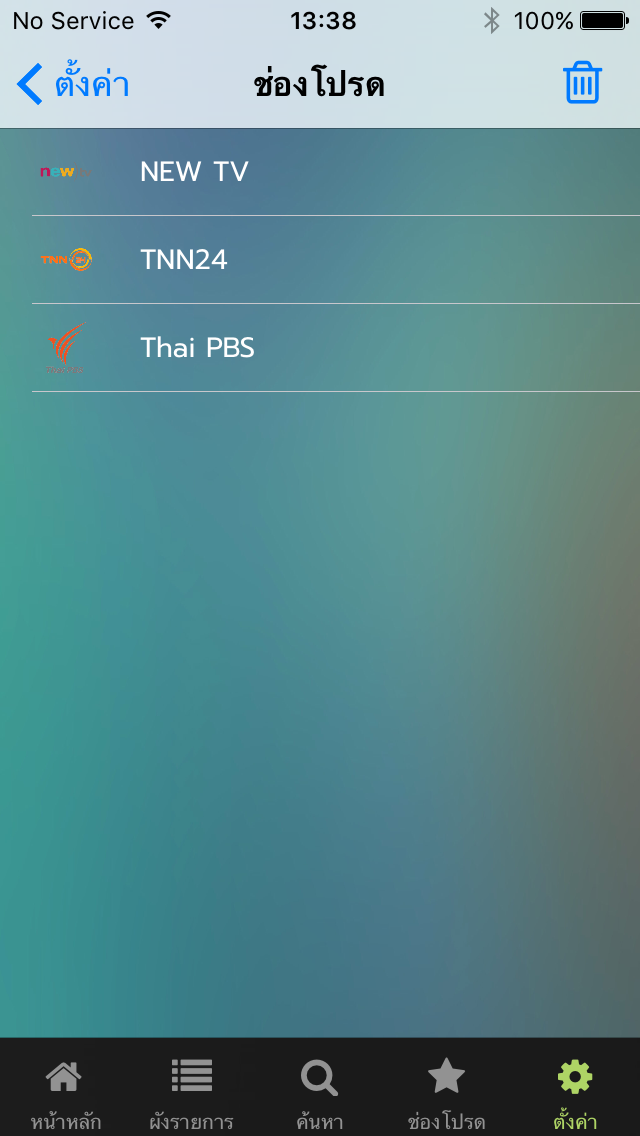 No Service 13:38 100%
ตั้งค่า ช่องโปรด
new NEW TV
TNN24 TNN24
Thai PBS
หน้าหลัก ผังรายการ ค้นหา ช่องโปรด ตั้งค่า